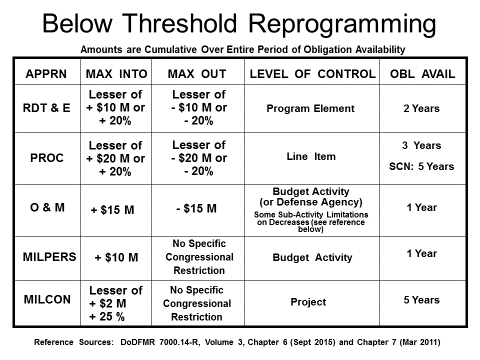 Below Threshold Reprogramming
Amounts are Cumulative Over Entire Period of Obligation Availability
APPRN MAX INTO MAX OUT LEVEL OF CONTROL OBL AVAIL
RDT & E
Lesser of
+ $10 M or
+ 20%
Lesser of
- $10 M or
- 20%
Program Element
2 Years
PROC
Lesser of
+ $20 M or
+ 20%
Lesser of
- $20 M or
- 20%
Line Item
3 Years
SCN: 5 Years
O & M
+ $15 M
- $15 M
Budget Activity
(or Defense Agency)
Some Sub-Activity Limitations
on Decreases (see reference
below)
1 Year
MILPERS
+ $10 M
No Specific
Congressional
Restriction
Budget Activity
1 Year
MILCON
Lesser of
+ $2 M
+ 25 %
No Specific
Congressional
Restriction
Project
5 Years
Reference Sources: DoDFMR 7000.14-R, Volume 3, Chapter 6 (Sept 2015) and Chapter 7 (Mar 2011)